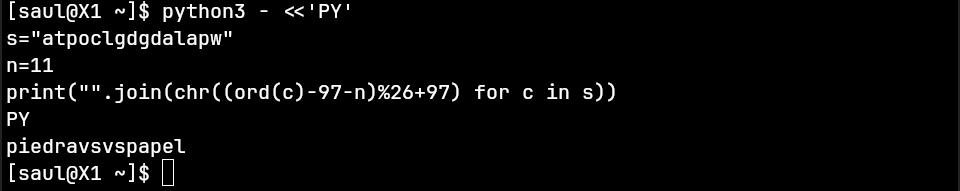 [saul@X1 ~]$ python3 - <<'PY'
s="atpoclgdgdalapw"
n=11
print("".join(chr((ord(c)-97-n)%26+97) for c in s))
PY
piedravsvspapel
[saul@X1 ~]$